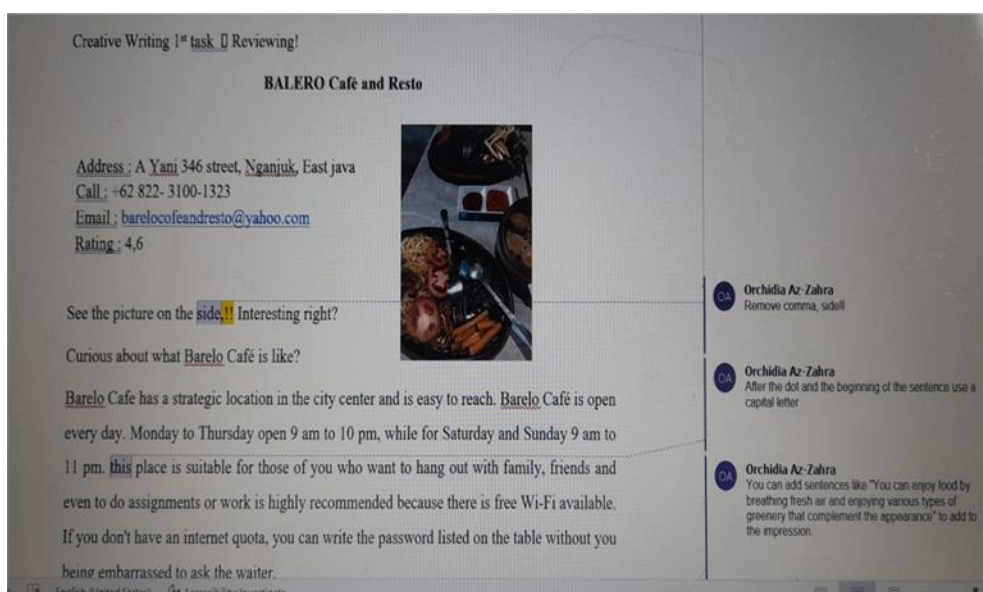 Creative Writing 1st task ▯ Reviewing!
BALERO Cafè and Resto
Address : A Yani 346 street, Nganjuk, East java
Call : +62 822- 3100-1323
Email : barelocofeandresto@yahoo.com
Rating : 4,6
See the picture on the side,!! Interesting right?
Curious about what Barelo Café is like?
Barelo Cafe has a strategic location in the city center and is easy to reach. Barelo Café is open
every day. Monday to Thursday open 9 am to 10 pm, while for Saturday and Sunday 9 am to
11 pm. this place is suitable for those of you who want to hang out with family, friends and
even to do assignments or work is highly recommended because there is free Wi-Fi available.
If you don't have an internet quota, you can write the password listed on the table without you
being embarrassed to ask the waiter.
OA
Orchidia Az-Zahra
Remove comma, side!!
OA
Orchidia Az-Zahra
After the dot and the beginning of the sentence use a
capital letter
OA
Orchidia Az-Zahra
You can add sentences like "You can enjoy food by
breathing fresh air and enjoying various types of
greenery that complement the appearance" to add to
the impression.
English (United States)
Accessibility: Investigate